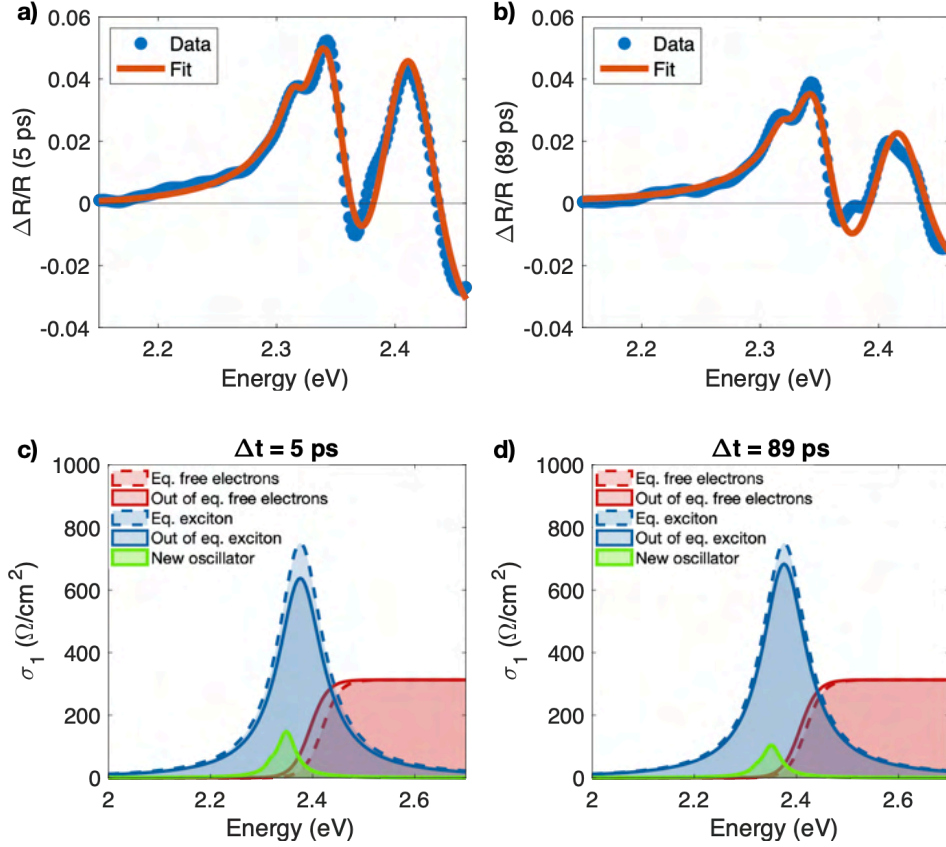 a)
0.06
0.04
0.02
0
-0.02
-0.04
ΔR/R (5 ps)
Data
Fit
2.2
2.3
2.4
Energy (eV)
b)
0.06
0.04
0.02
0
-0.02
-0.04
ΔR/R (89 ps)
Data
Fit
2.2
2.3
2.4
Energy (eV)
c)
Δt = 5 ps
1000
800
600
400
200
0
σ1 (Ω/cm2)
Eq. free electrons
Out of eq. free electrons
Eq. exciton
Out of eq. exciton
New oscillator
2
2.2
2.4
2.6
Energy (eV)
d)
Δt = 89 ps
1000
800
600
400
200
0
σ1 (Ω/cm2)
Eq. free electrons
Out of eq. free electrons
Eq. exciton
Out of eq. exciton
New oscillator
2
2.2
2.4
2.6
Energy (eV)